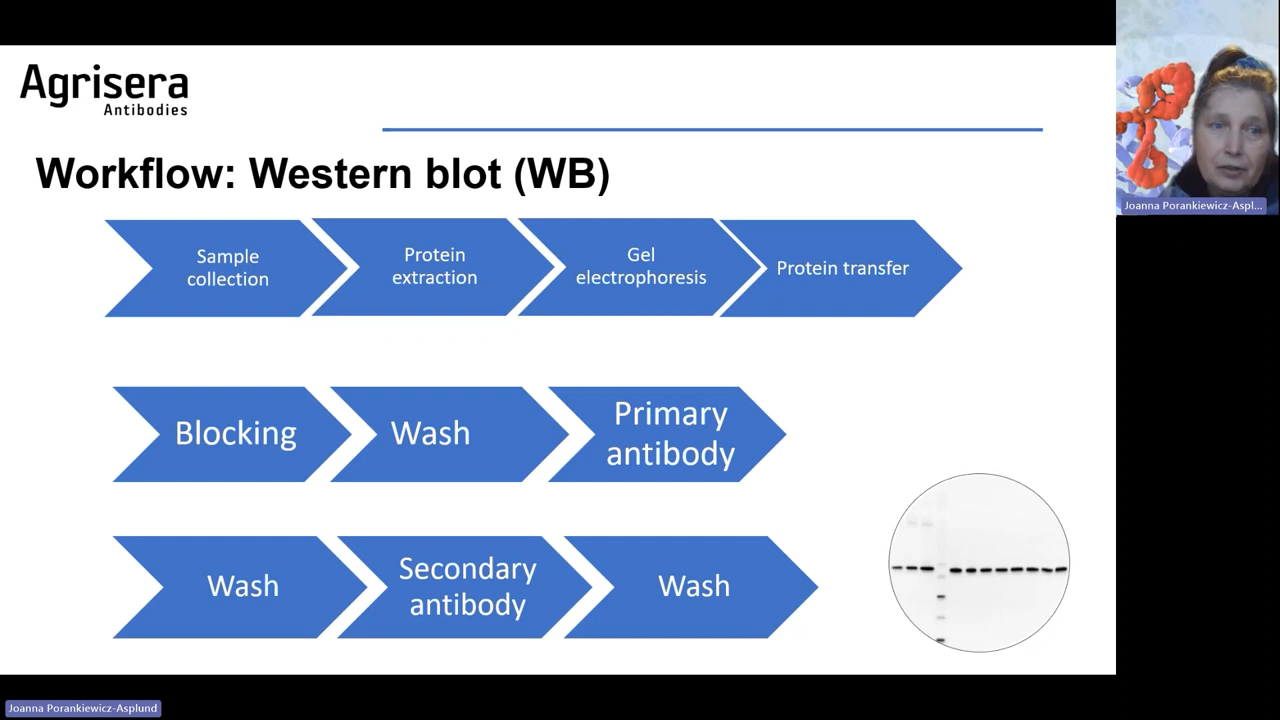 Agrisera
Antibodies
Workflow: Western blot (WB)
Sample
collection
Protein
extraction
Gel
electrophoresis
Protein transfer
Blocking
Wash
Primary
antibody
Wash
Secondary
antibody
Wash
Joanna Porankiewicz-Aspl...
Joanna Porankiewicz-Asplund